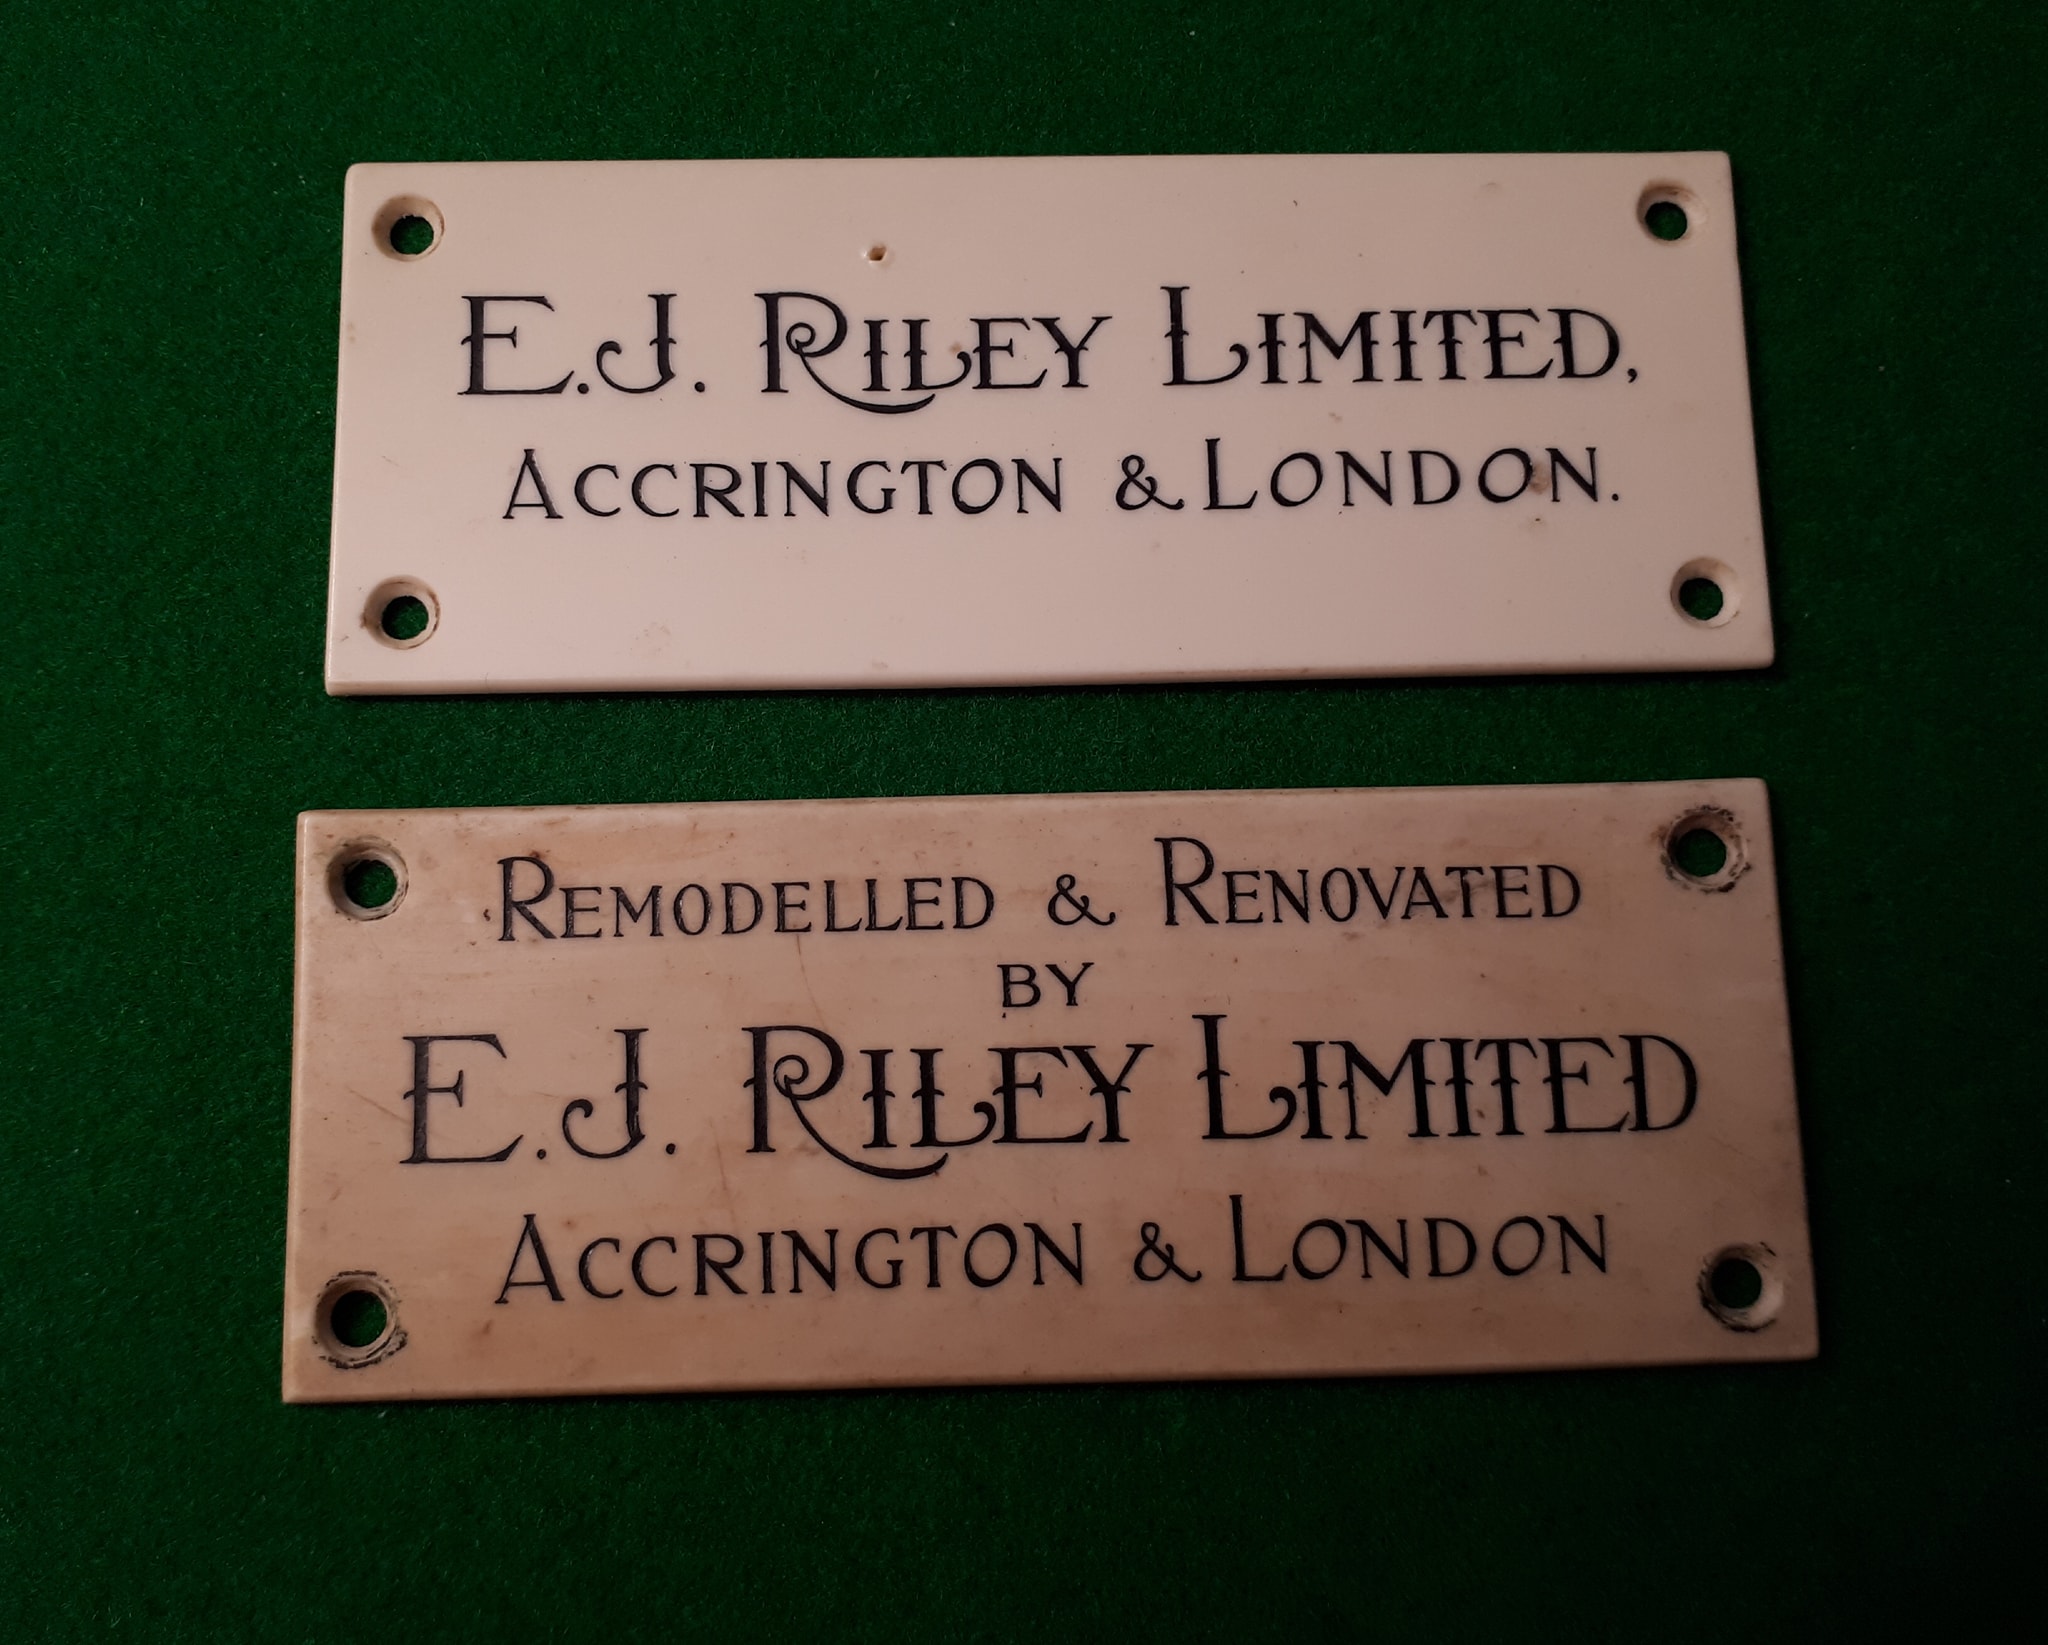 E.J. RILEY LIMITED,
ACCRINGTON & LONDON.
REMODELLED & RENOVATED
BY
E.J. RILEY LIMITED
ACCRINGTON & LONDON